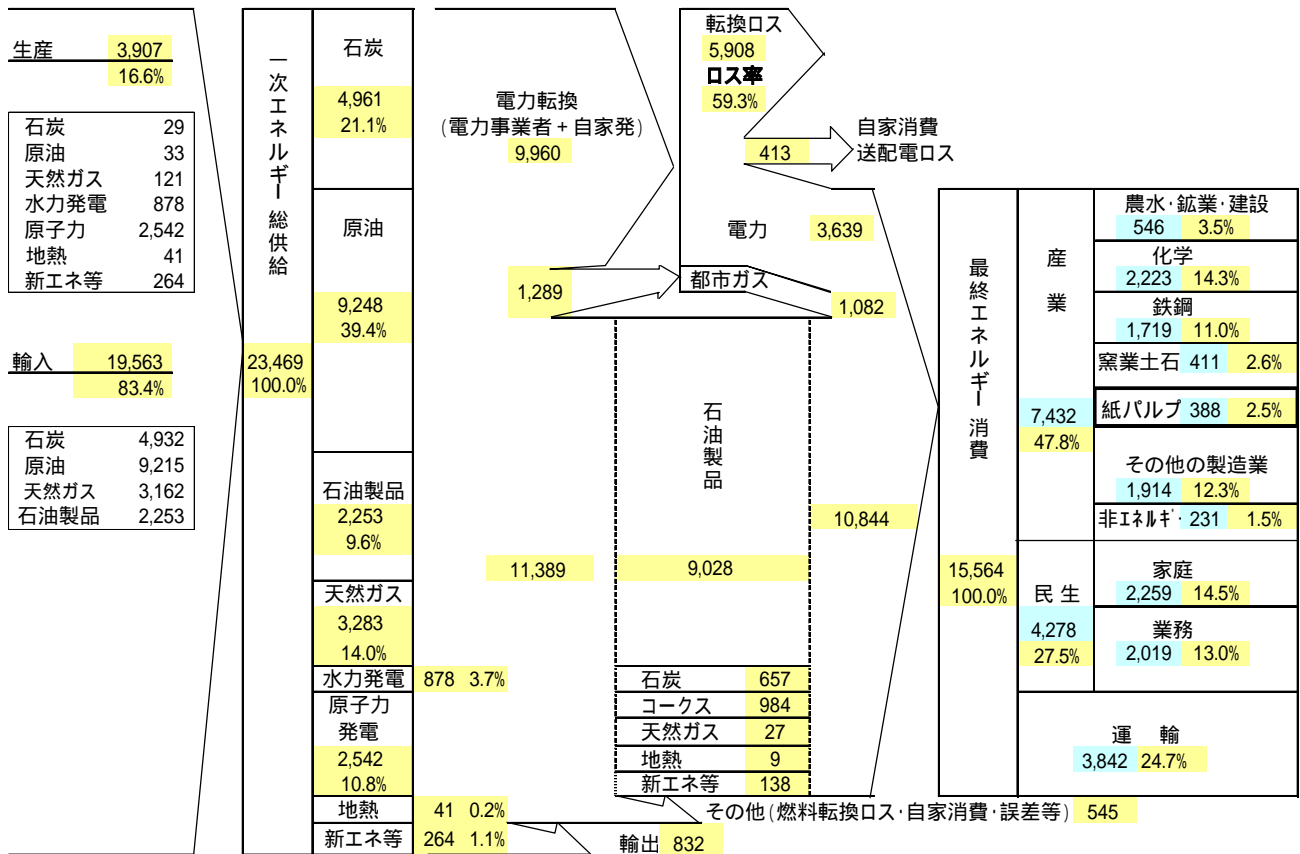 生産 3,907
16.6%
石炭 29
原油 33
天然ガス 121
水力発電 878
原子力 2,542
地熱 41
新エネ等 264
輸入 19,563
83.4%
石炭 4,932
原油 9,215
天然ガス 3,162
石油製品 2,253
一次エネルギー 総供給
23,469
100.0%
石炭
4,961
21.1%
原油
9,248
39.4%
石油製品
2,253
9.6%
天然ガス
3,283
14.0%
水力発電 878 3.7%
原子力
発電
2,542
10.8%
地熱 41 0.2%
新エネ等 264 1.1%
電力転換
(電力事業者+自家発)
9,960
1,289
11,389
転換ロス
5,908
ロス率
59.3%
413
自家消費
送配電ロス
電力 3,639
都市ガス
1,082
石油製品
9,028
10,844
石炭 657
コークス 984
天然ガス 27
地熱 9
新エネ等 138
その他(燃料転換ロス・自家消費・誤差等) 545
輸出 832
最終エネルギー 消費
15,564
100.0%
産業
7,432
47.8%
農水・鉱業・建設
546 3.5%
化学
2,223 14.3%
鉄鋼
1,719 11.0%
窯業土石 411 2.6%
紙パルプ 388 2.5%
その他の製造業
1,914 12.3%
非エネルギ・ 231 1.5%
民生
4,278
27.5%
家庭
2,259 14.5%
業務
2,019 13.0%
運輸
3,842 24.7%